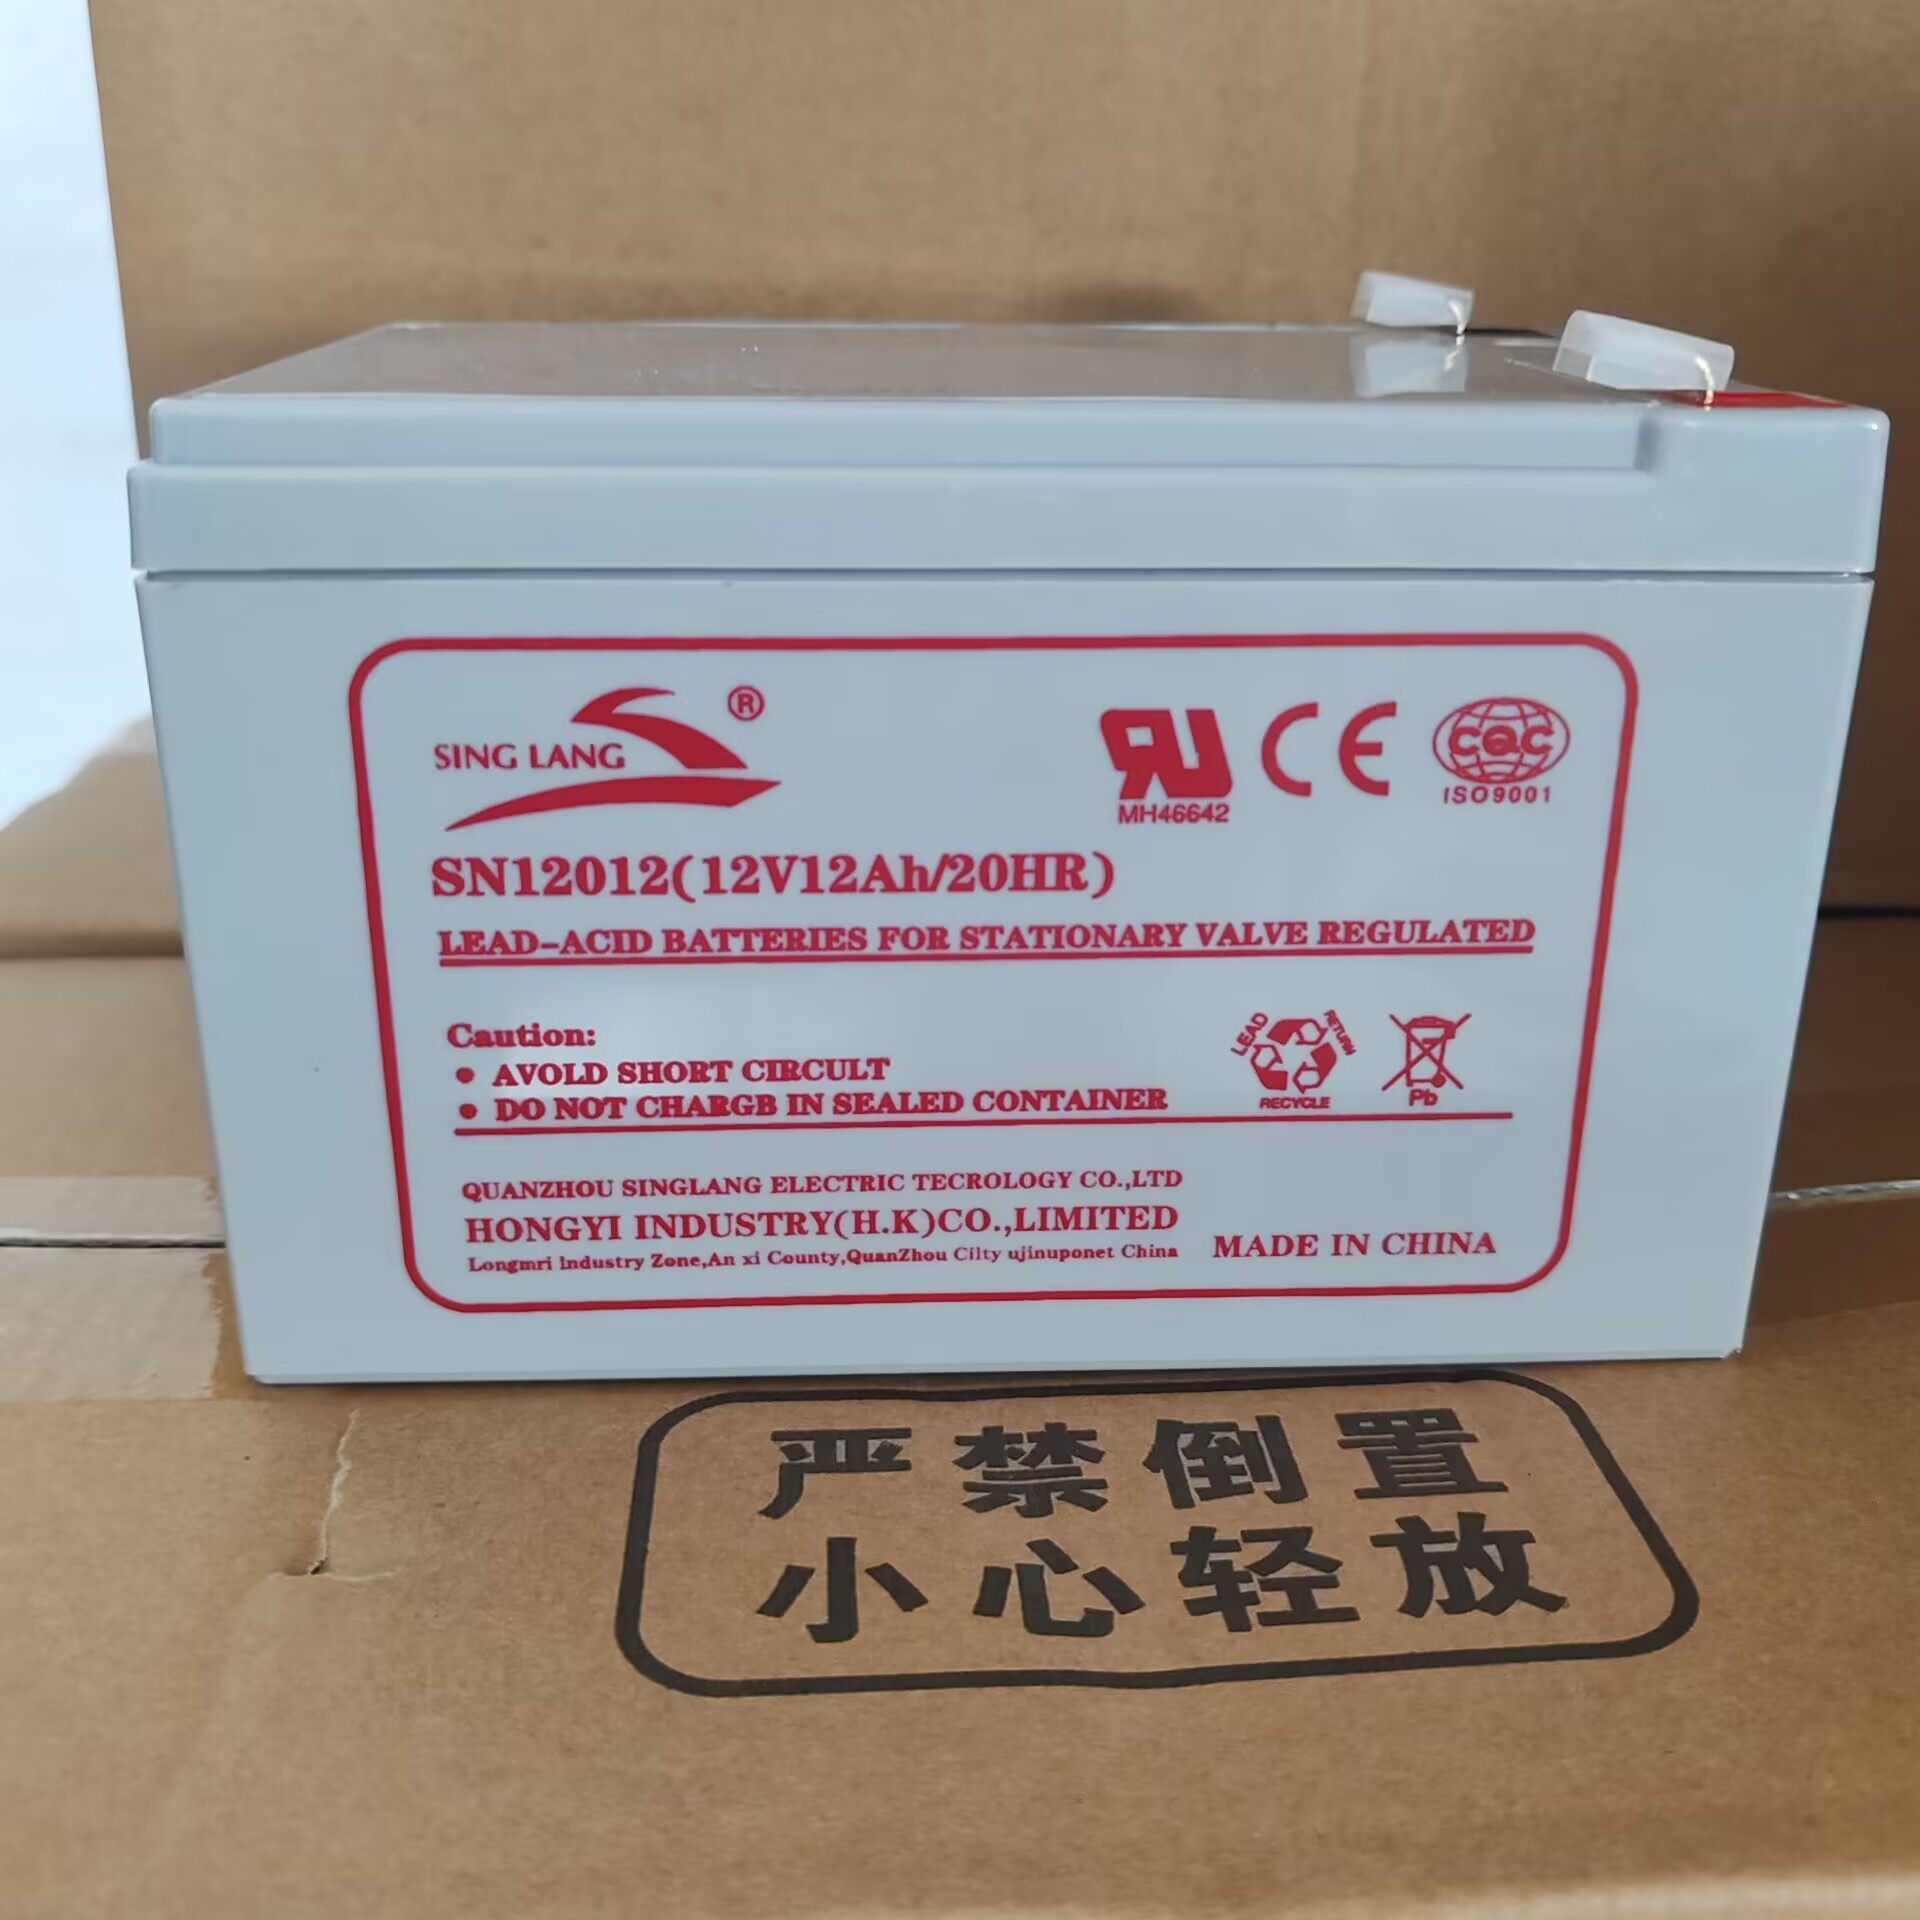 SING LANG ®
MH46642
CE
CQC
ISO9001
SN12012(12V12Ah/20HR)
LEAD-ACID BATTERIES FOR STATIONARY VALVE REGULATED
Caution:
● AVOLD SHORT CIRCULT
● DO NOT CHARGB IN SEALED CONTAINER
LEAD RETURN
RECYCLE
Pb
QUANZHOU SINGLANG ELECTRIC TECROLOGY CO.,LTD
HONGYI INDUSTRY(H.K)CO.,LIMITED
Longmri Industry Zone,An xi County,QuanZhou Cilty ujinuponet China
MADE IN CHINA
严禁倒置
小心轻放